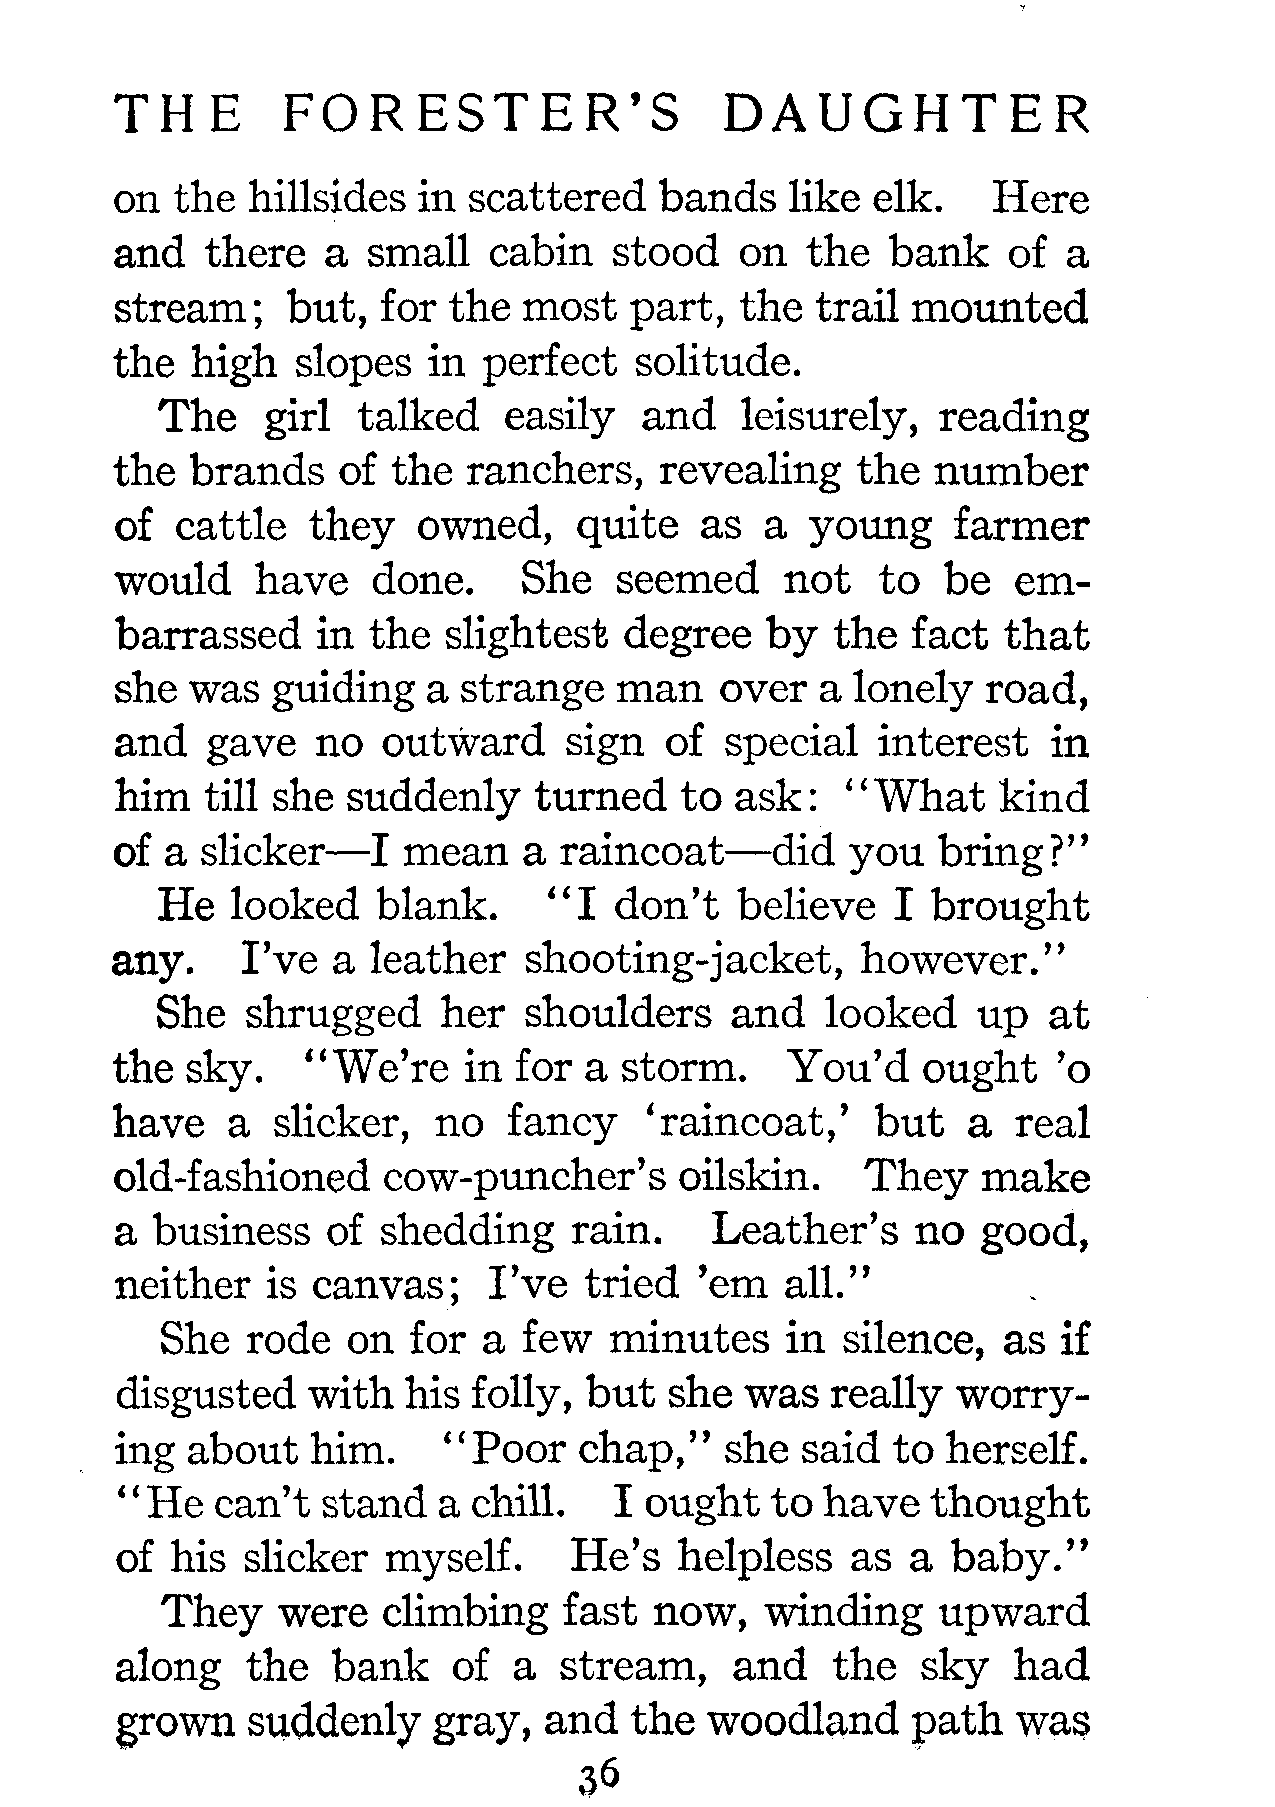 THE FORESTER'S DAUGHTER
on the hillsides in scattered bands like elk. Here
and there a small cabin stood on the bank of a
stream; but, for the most part, the trail mounted
the high slopes in perfect solitude.
The girl talked easily and leisurely, reading
the brands of the ranchers, revealing the number
of cattle they owned, quite as a young farmer
would have done. She seemed not to be em-
barrassed in the slightest degree by the fact that
she was guiding a strange man over a lonely road,
and gave no outward sign of special interest in
him till she suddenly turned to ask: "What kind
of a slicker—I mean a raincoat—did you bring?"
He looked blank. "I don't believe I brought
any. I've a leather shooting-jacket, however."
She shrugged her shoulders and looked up at
the sky. "We're in for a storm. You'd ought 'o
have a slicker, no fancy 'raincoat,' but a real
old-fashioned cow-puncher's oilskin. They make
a business of shedding rain. Leather's no good,
neither is canvas; I've tried 'em all."
She rode on for a few minutes in silence, as if
disgusted with his folly, but she was really worry-
ing about him. "Poor chap," she said to herself.
"He can't stand a chill. I ought to have thought
of his slicker myself. He's helpless as a baby."
They were climbing fast now, winding upward
along the bank of a stream, and the sky had
grown suddenly gray, and the woodland path was
36